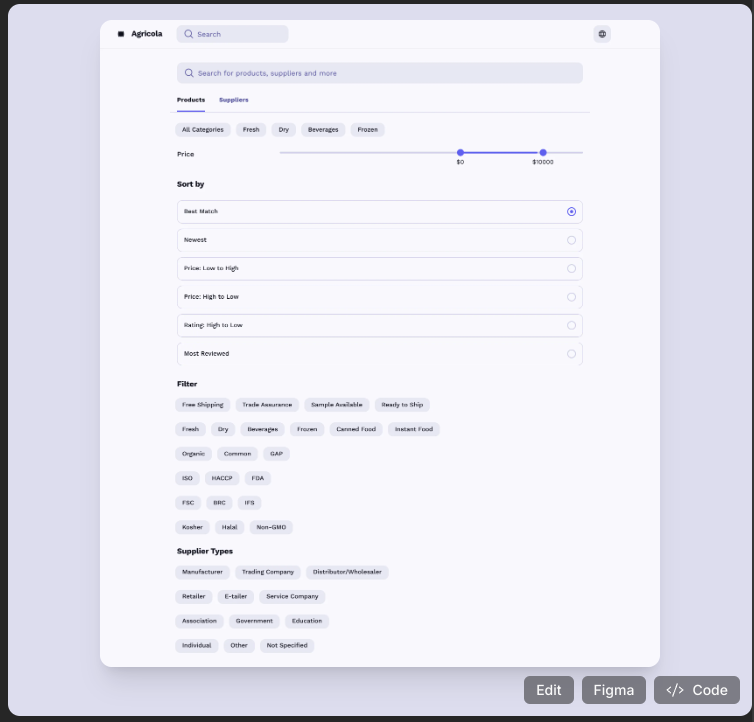 Agricola Search
Search for products, suppliers and more
Products Suppliers
All Categories Fresh Dry Beverages Frozen
Price
$0 $10000
Sort by
Best Match
Newest
Price: Low to High
Price: High to Low
Rating: High to Low
Most Reviewed
Filter
Free Shipping Trade Assurance Sample Available Ready to Ship
Fresh Dry Beverages Frozen Canned Food Instant Food
Organic Common GAP
ISO HACCP FDA
FSC BRC IFS
Kosher Halal Non-GMO
Supplier Types
Manufacturer Trading Company Distributor/Wholesaler
Retailer E-tailer Service Company
Association Government Education
Individual Other Not Specified
Edit Figma </> Code